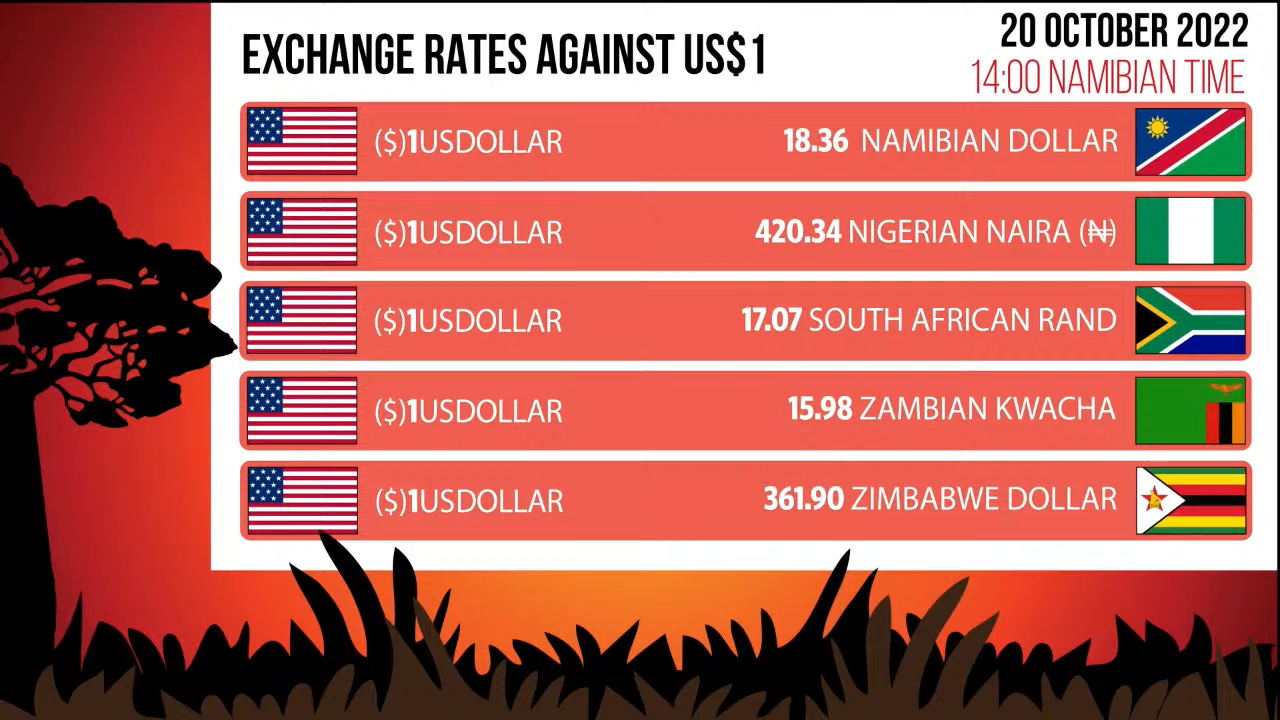 EXCHANGE RATES AGAINST US$1
20 OCTOBER 2022
14:00 NAMIBIAN TIME
($)1USDOLLAR 18.36 NAMIBIAN DOLLAR
($)1USDOLLAR 420.34 NIGERIAN NAIRA (₦)
($)1USDOLLAR 17.07 SOUTH AFRICAN RAND
($)1USDOLLAR 15.98 ZAMBIAN KWACHA
($)1USDOLLAR 361.90 ZIMBABWE DOLLAR